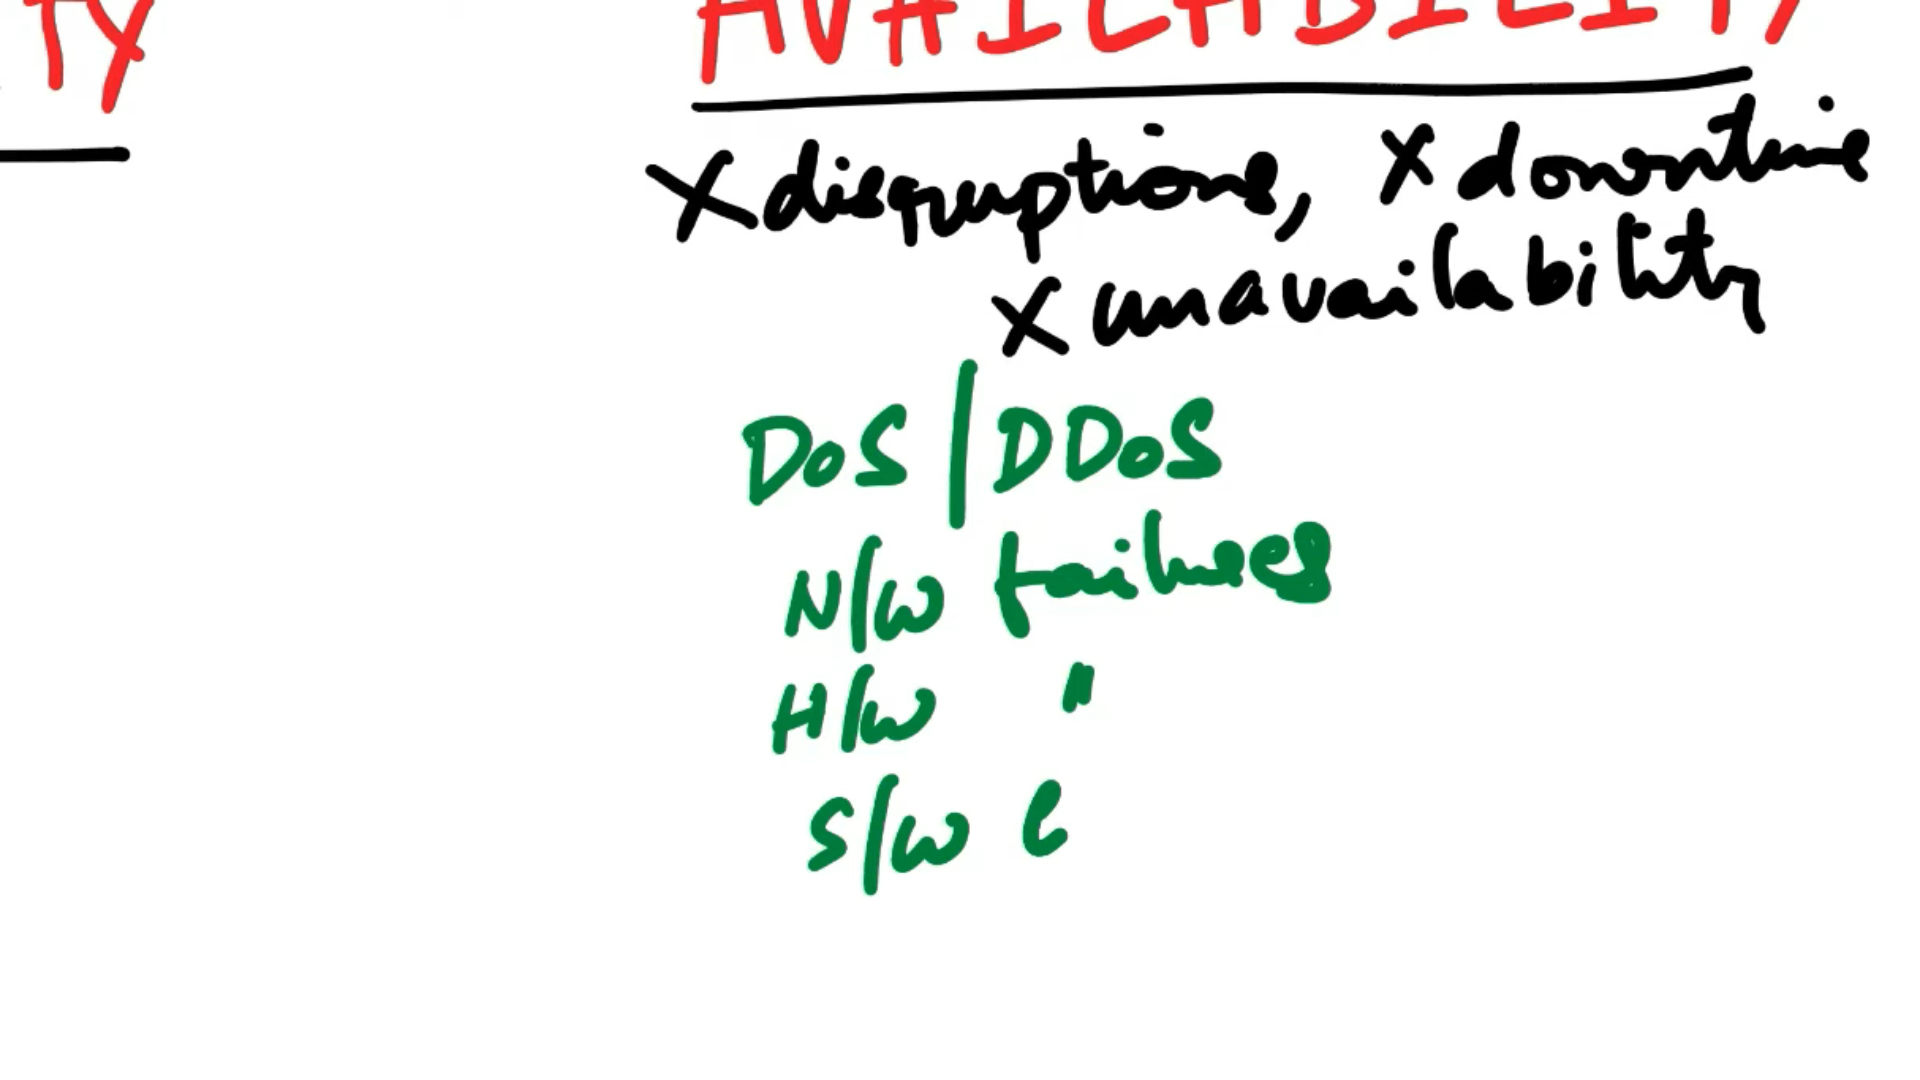 TY
AVAILABILITY
X disruptions, X downtime
X unavailability
DoS | DDoS
N/W failures
H/W "
S/W